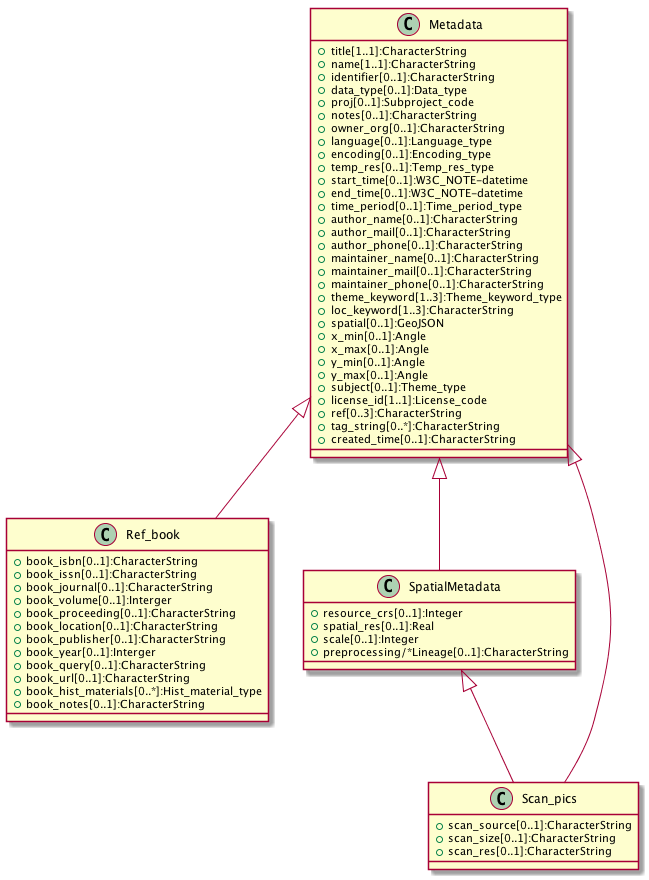 C Metadata
title[1..1]:CharacterString
name[1..1]:CharacterString
identifier[0..1]:CharacterString
data_type[0..1]:Data_type
proj[0..1]:Subproject_code
notes[0..1]:CharacterString
owner_org[0..1]:CharacterString
language[0..1]:Language_type
encoding[0..1]:Encoding_type
temp_res[0..1]:Temp_res_type
start_time[0..1]:W3C_NOTE-datetime
end_time[0..1]:W3C_NOTE-datetime
time_period[0..1]:Time_period_type
author_name[0..1]:CharacterString
author_mail[0..1]:CharacterString
author_phone[0..1]:CharacterString
maintainer_name[0..1]:CharacterString
maintainer_mail[0..1]:CharacterString
maintainer_phone[0..1]:CharacterString
theme_keyword[1..3]:Theme_keyword_type
loc_keyword[1..3]:CharacterString
spatial[0..1]:GeoJSON
x_min[0..1]:Angle
x_max[0..1]:Angle
y_min[0..1]:Angle
y_max[0..1]:Angle
subject[0..1]:Theme_type
license_id[1..1]:License_code
ref[0..3]:CharacterString
tag_string[0..*]:CharacterString
created_time[0..1]:CharacterString
C Ref_book
book_isbn[0..1]:CharacterString
book_issn[0..1]:CharacterString
book_journal[0..1]:CharacterString
book_volume[0..1]:Interger
book_proceeding[0..1]:CharacterString
book_location[0..1]:CharacterString
book_publisher[0..1]:CharacterString
book_year[0..1]:Interger
book_query[0..1]:CharacterString
book_url[0..1]:CharacterString
book_hist_materials[0..*]:Hist_material_type
book_notes[0..1]:CharacterString
C SpatialMetadata
resource_crs[0..1]:Integer
spatial_res[0..1]:Real
scale[0..1]:Integer
preprocessing/*Lineage[0..1]:CharacterString
C Scan_pics
scan_source[0..1]:CharacterString
scan_size[0..1]:CharacterString
scan_res[0..1]:CharacterString